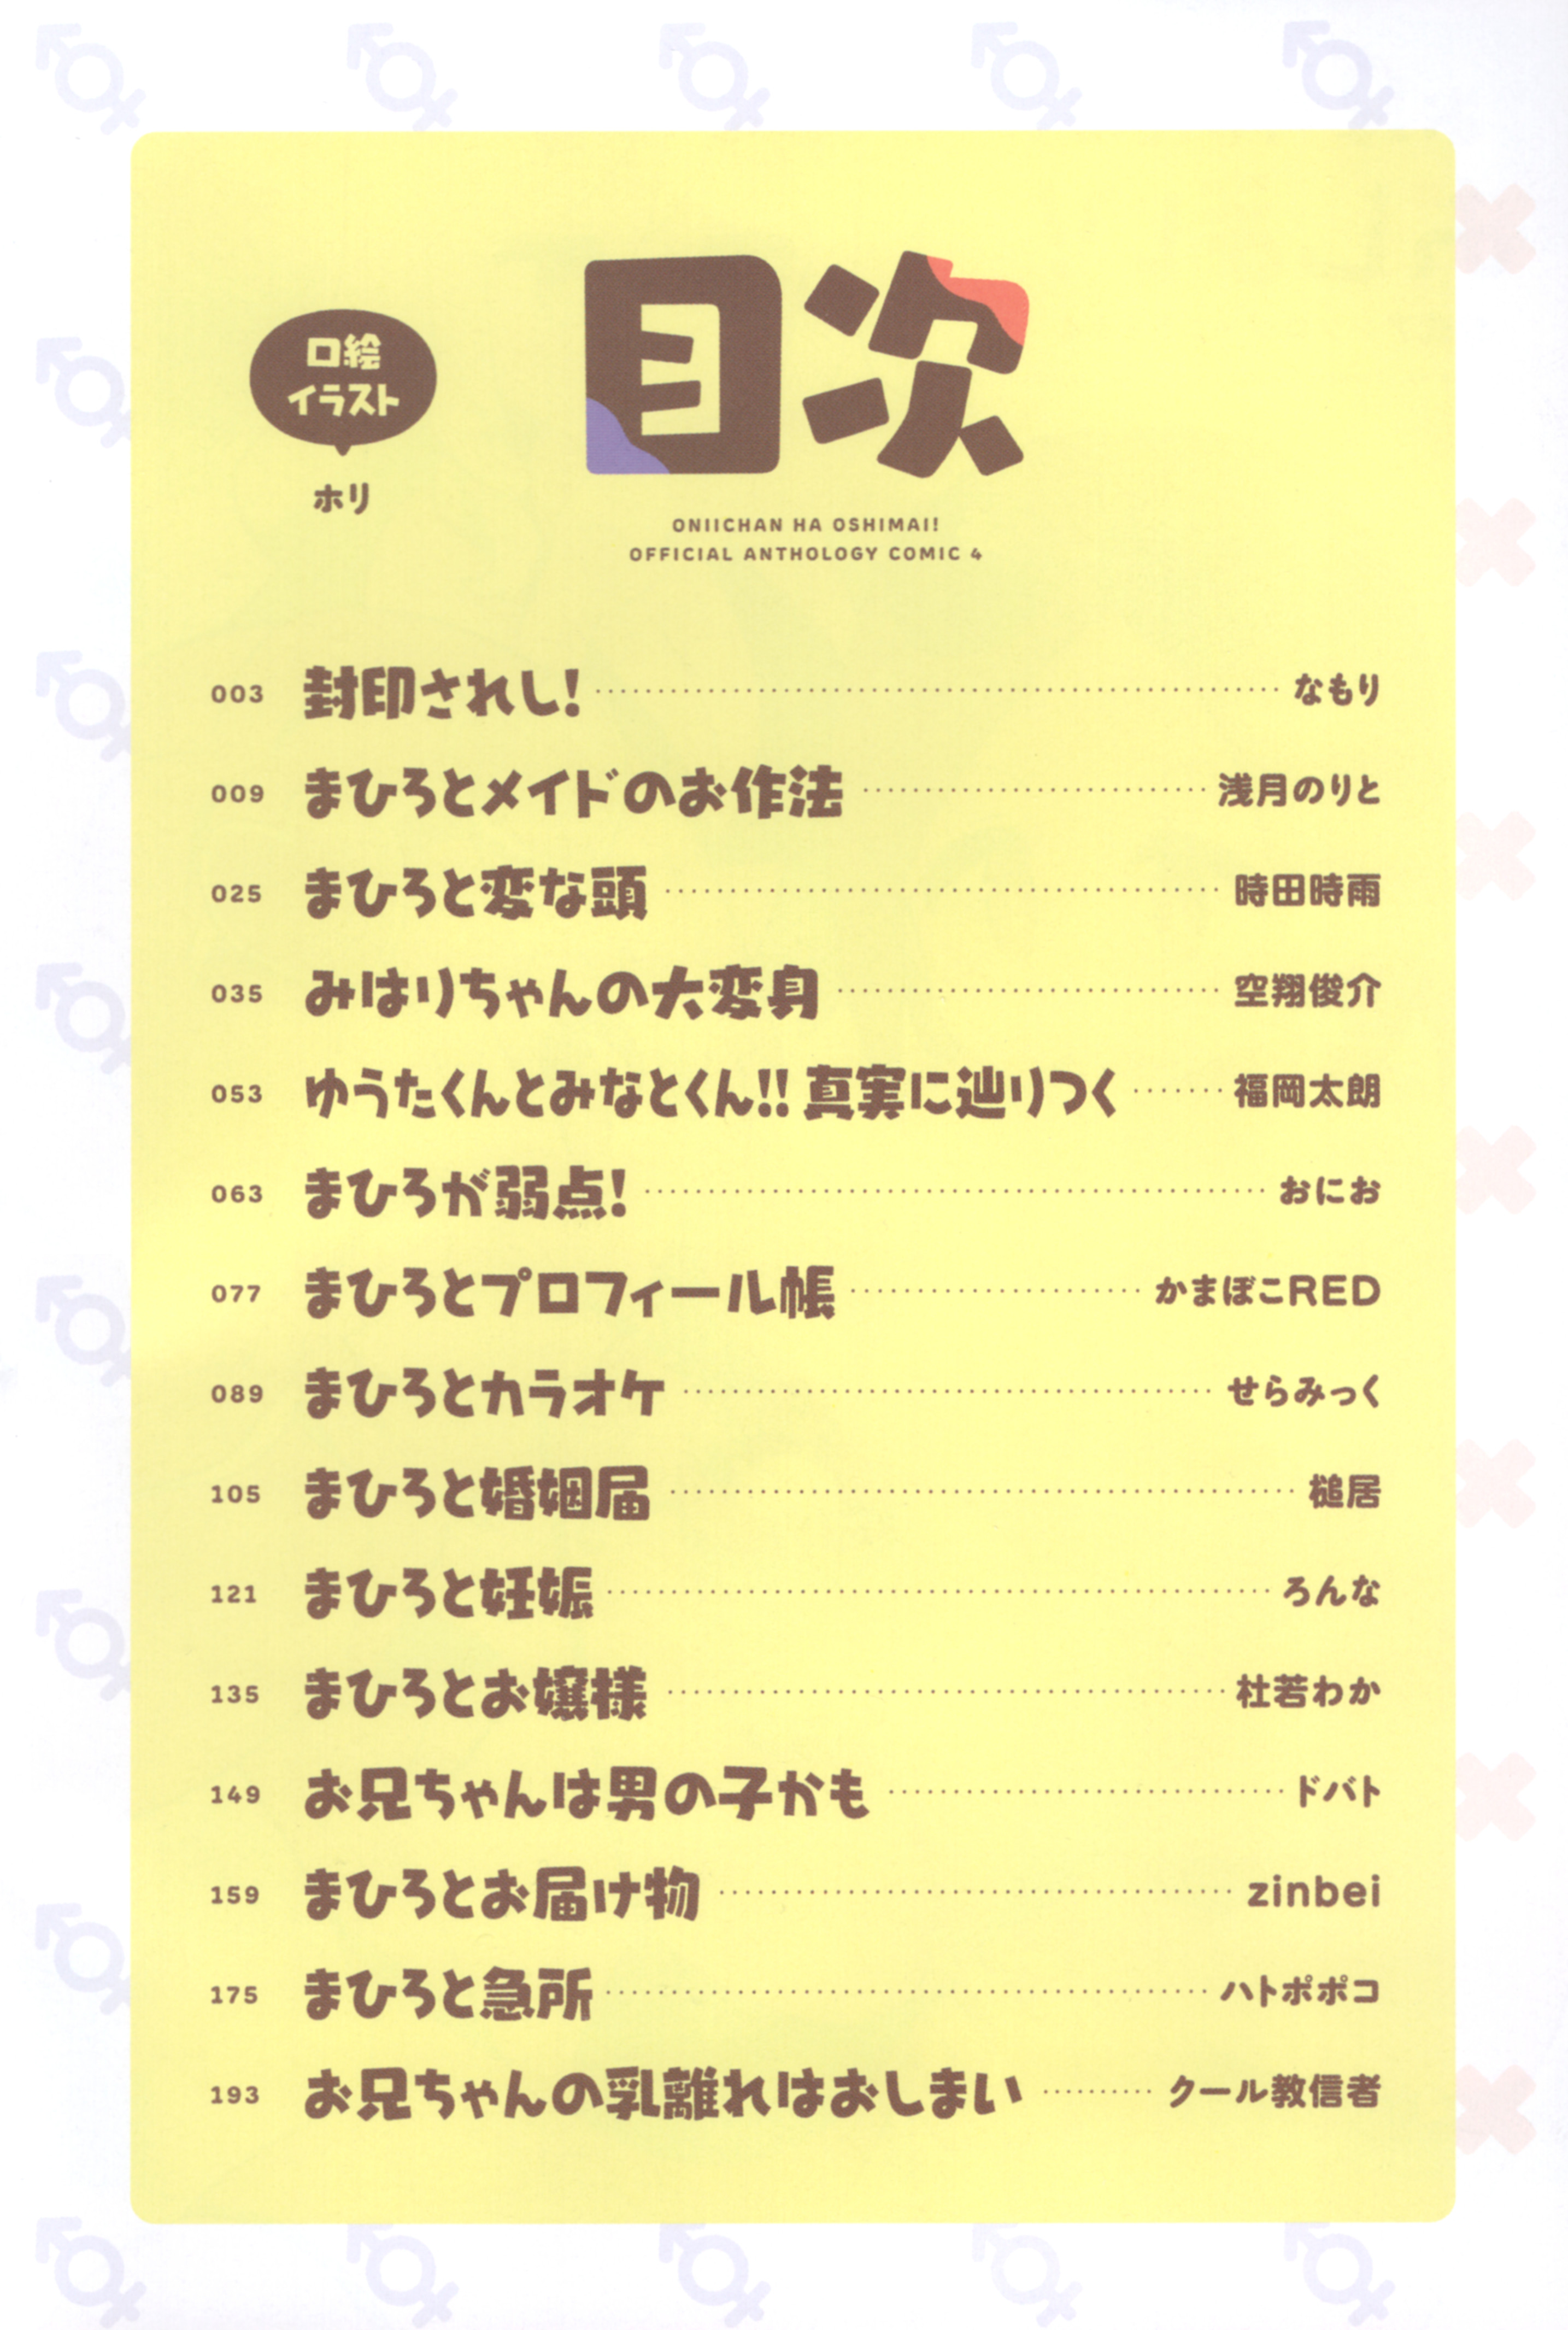 目次
口絵
イラスト
ホリ
ONIICHAN HA OSHIMAI!
OFFICIAL ANTHOLOGY COMIC 4
003 封印されし! なもり
009 まひろとメイドのお作法 浅月のりと
025 まひろと変な頭 時田時雨
035 みはりちゃんの大変身 空翔俊介
053 ゆうたくんとみなとくん!! 真実に辿りつく 福岡太朗
063 まひろが弱点! おにお
077 まひろとプロフィール帳 かまぼこRED
089 まひろとカラオケ せらみっく
105 まひろと婚姻届 槌居
121 まひろと妊娠 ろんな
135 まひろとお嬢様 杜若わか
149 お兄ちゃんは男の子かも ドバト
159 まひろとお届け物 zinbei
175 まひろと急所 ハトポポコ
193 お兄ちゃんの乳離れはおしまい クール教信者